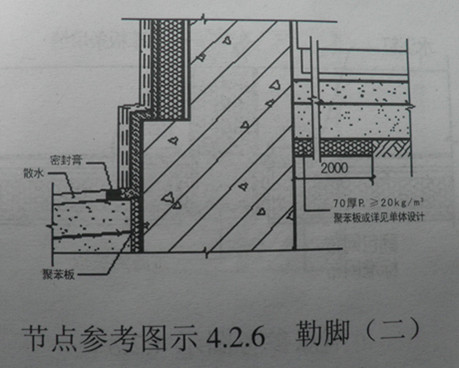 密封膏
散水
2000
70厚P. ≥20kg/m³
聚苯板或详见单体设计
聚苯板
节点参考图示 4.2.6 勒脚（二）